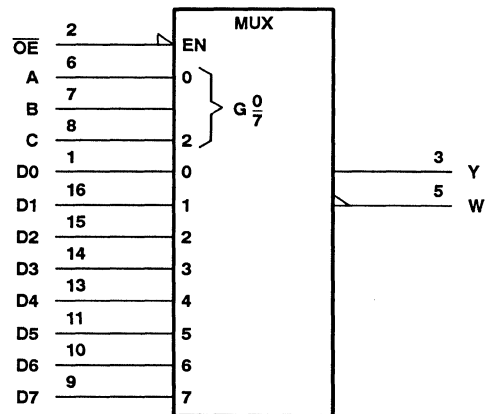 MUX
OE 2 EN
A 6 0
B 7 G 0/7
C 8 2
D0 1 0 3 Y
D1 16 1 5 W
D2 15 2
D3 14 3
D4 13 4
D5 11 5
D6 10 6
D7 9 7